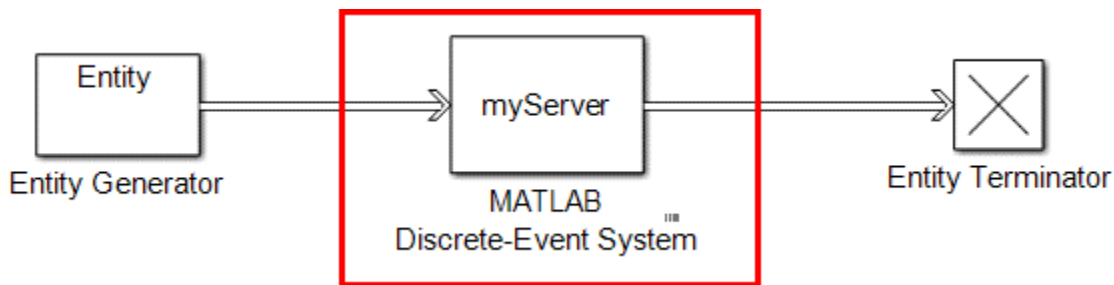 Entity
Entity Generator
myServer
MATLAB
Discrete-Event System
Entity Terminator